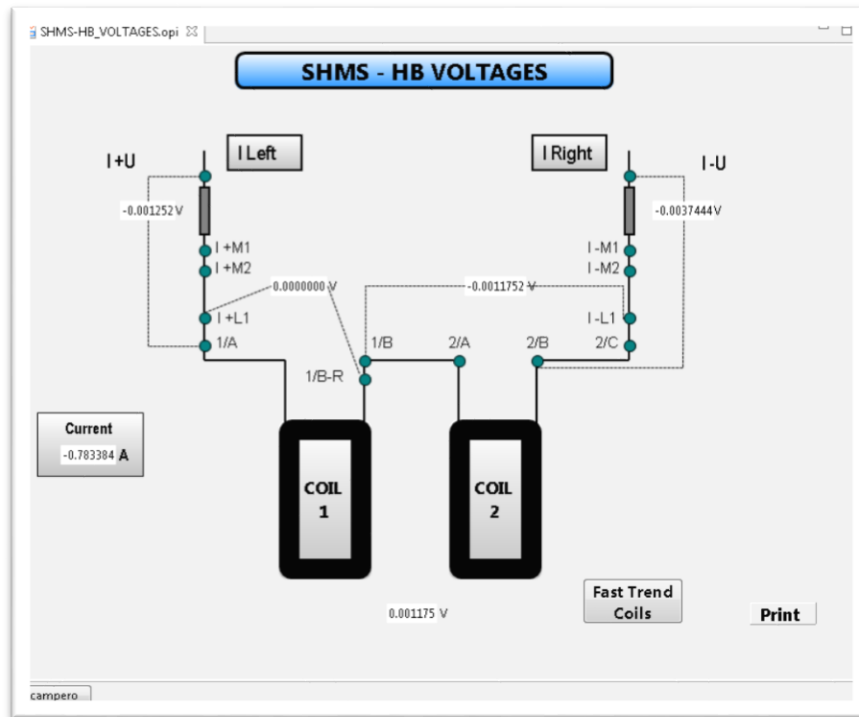 SHMS-HB_VOLTAGES.opi
SHMS - HB VOLTAGES
I +U
I Left
I Right
I -U
-0.001252 V
-0.0037444 V
I +M1
I -M1
I +M2
I -M2
0.0000000 V
-0.0011752 V
I +L1
I -L1
1/A
1/B
2/A
2/B
2/C
1/B-R
Current
-0.783384 A
COIL
1
COIL
2
0.001175 V
Fast Trend
Coils
Print
campero